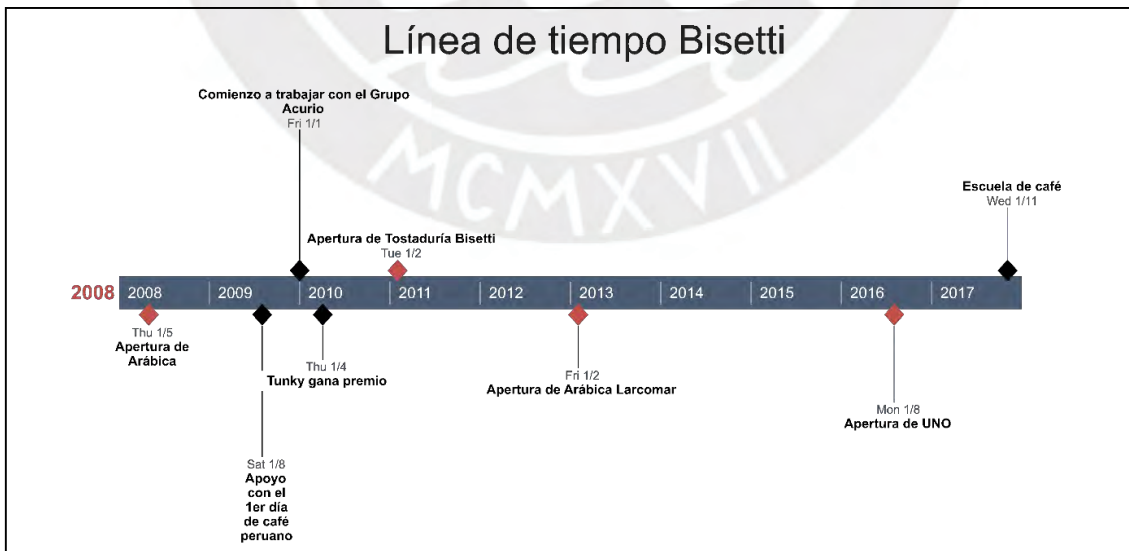 Línea de tiempo Bisetti
MCMXVII
Comienzo a trabajar con el Grupo
Acurio
Fri 1/1
Escuela de café
Wed 1/11
Apertura de Tostaduría Bisetti
Tue 1/2
2008 2008 2009 2010 2011 2012 2013 2014 2015 2016 2017
Thu 1/5
Apertura de
Arábica
Thu 1/4
Tunky gana premio
Fri 1/2
Apertura de Arábica Larcomar
Mon 1/8
Apertura de UNO
Sat 1/8
Apoyo
con el
1er día
de café
peruano